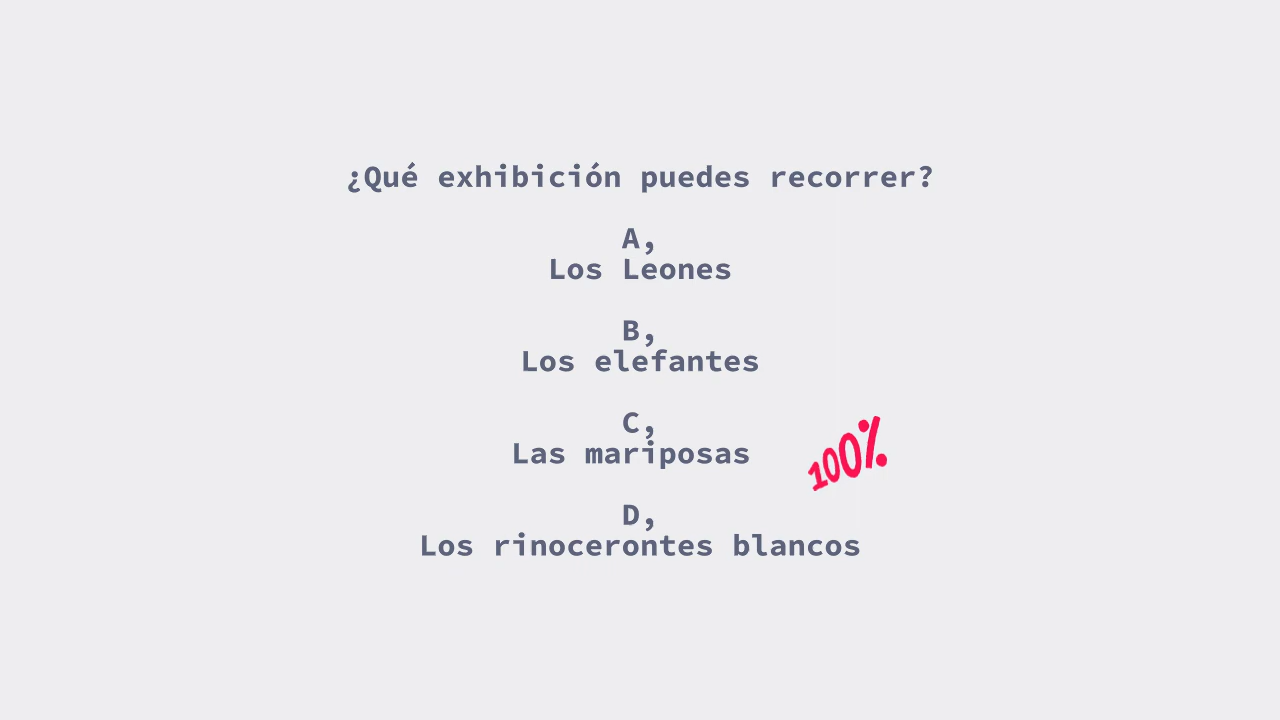 ¿Qué exhibición puedes recorrer?
A,
Los Leones
B,
Los elefantes
C,
Las mariposas
100%
D,
Los rinocerontes blancos